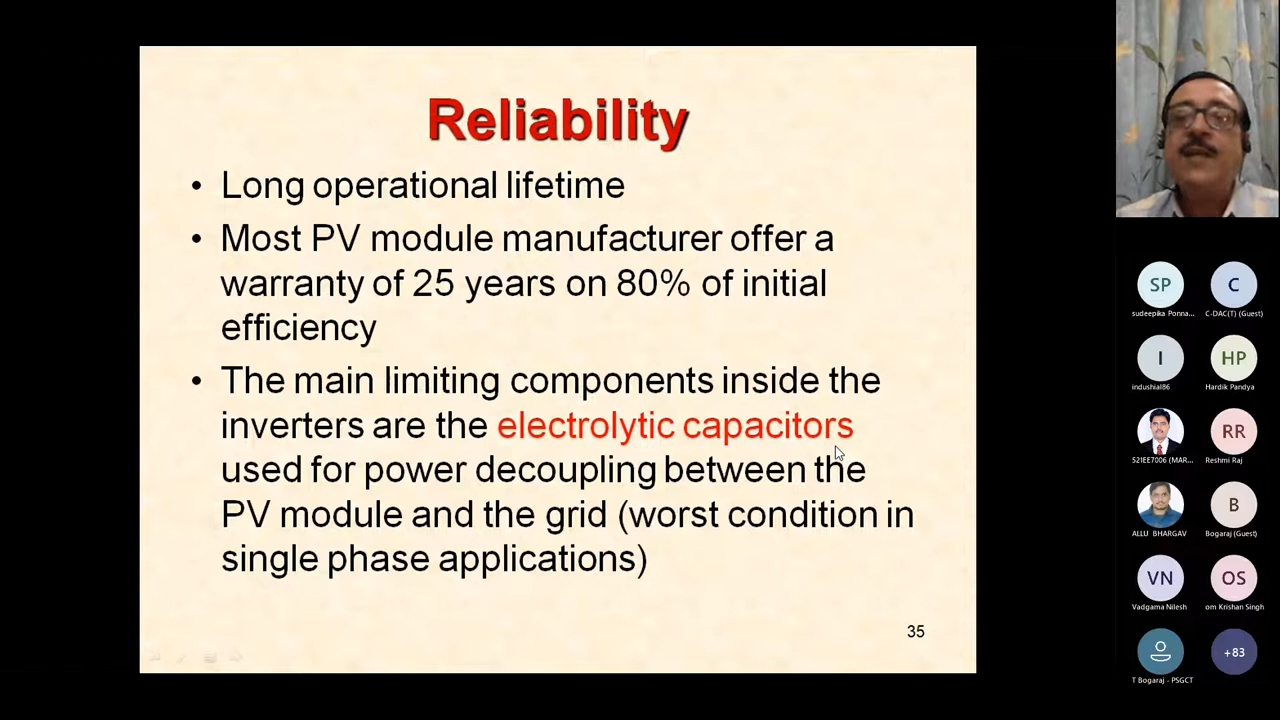 Reliability
• Long operational lifetime
• Most PV module manufacturer offer a
warranty of 25 years on 80% of initial
efficiency
• The main limiting components inside the
inverters are the electrolytic capacitors
used for power decoupling between the
PV module and the grid (worst condition in
single phase applications)
35
SP
C
sudeepika Ponna...
C-DAC(T) (Guest)
I
HP
indushial86
Hardik Pandya
RR
521EE7006 (MAR...
Reshmi Raj
B
ALLU BHARGAV
Bogaraj (Guest)
VN
OS
Vadgama Nilesh
om Krishan Singh
+83
T Bogaraj - PSGCT